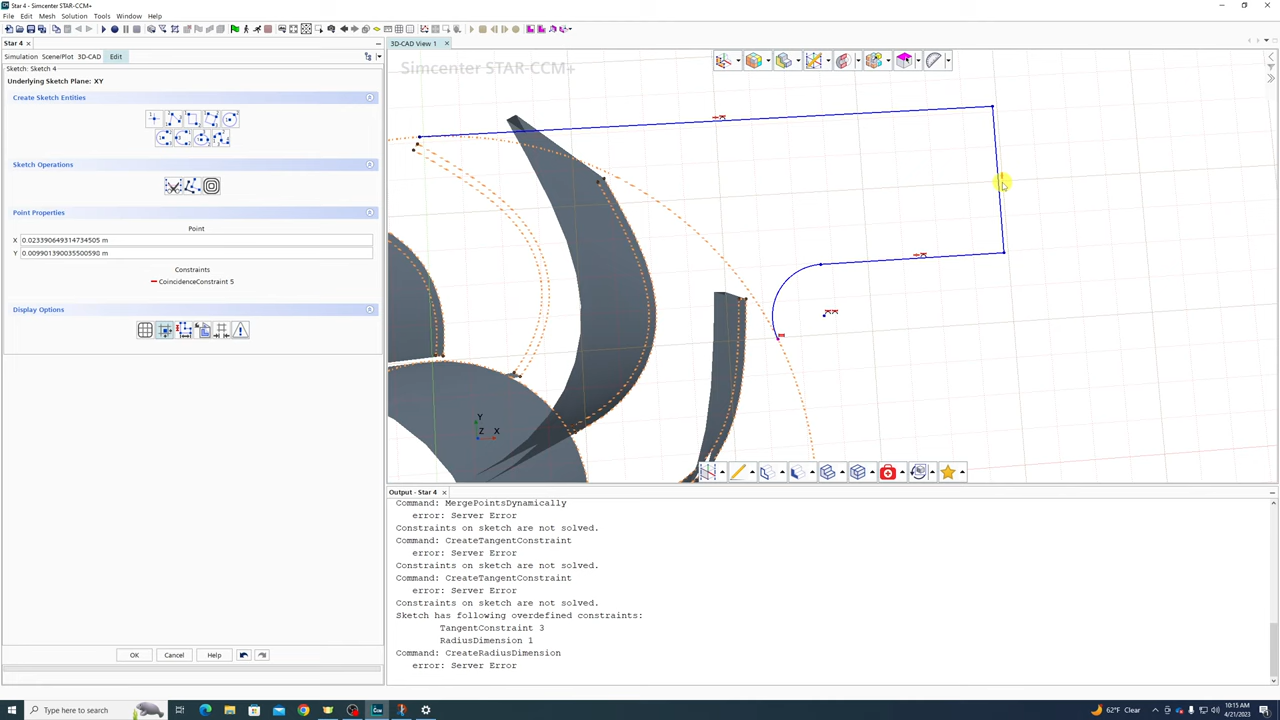 Star 4 - Simcenter STAR-CCM+
File Edit Mesh Solution Tools Window Help
Star 4
3D-CAD View 1
Simulation Scene/Plot 3D-CAD Edit
Sketch: Sketch 4
Underlying Sketch Plane: XY
Create Sketch Entities
Sketch Operations
Point Properties
Point
X 0.023390649314734505 m
Y 0.009901390035500590 m
Constraints
CoincidenceConstraint 5
Display Options
OK Cancel Help
Simcenter STAR-CCM+
Y
Z X
Output - Star 4
Command: MergePointsDynamically
error: Server Error
Constraints on sketch are not solved.
Command: CreateTangentConstraint
error: Server Error
Constraints on sketch are not solved.
Command: CreateTangentConstraint
error: Server Error
Constraints on sketch are not solved.
Sketch has following overdefined constraints:
TangentConstraint 3
RadiusDimension 1
Command: CreateRadiusDimension
error: Server Error
Type here to search
62°F Clear
10:15 AM
4/21/2023